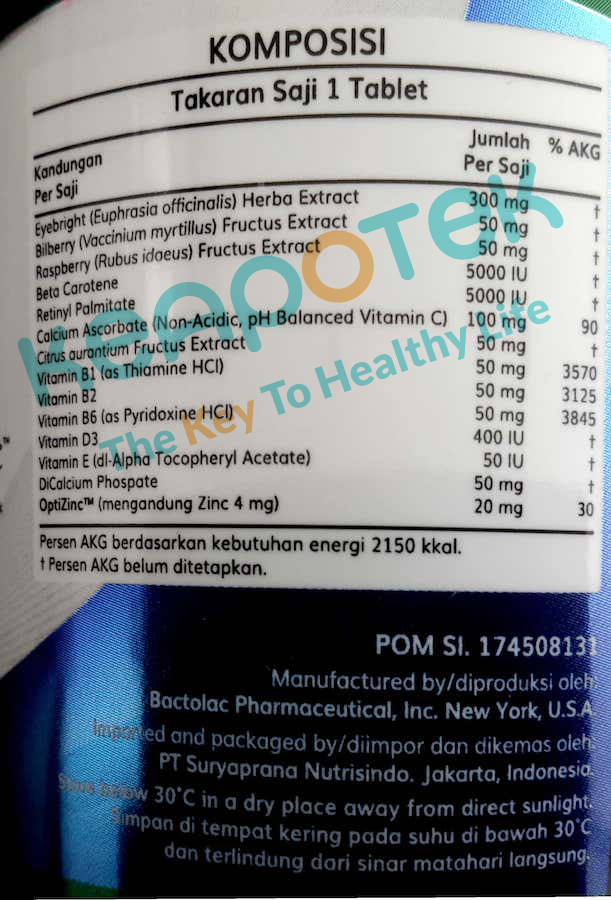 KOMPOSISI
Takaran Saji 1 Tablet
Kandungan Per Saji Jumlah Per Saji % AKG
Eyebright (Euphrasia officinalis) Herba Extract 300 mg †
Bilberry (Vaccinium myrtillus) Fructus Extract 50 mg †
Raspberry (Rubus idaeus) Fructus Extract 50 mg †
Beta Carotene 5000 IU †
Retinyl Palmitate 5000 IU †
Calcium Ascorbate (Non-Acidic, pH Balanced Vitamin C) 100 mg 90
Citrus aurantium Fructus Extract 50 mg †
Vitamin B1 (as Thiamine HCl) 50 mg 3570
Vitamin B2 50 mg 3125
Vitamin B6 (as Pyridoxine HCl) 50 mg 3845
Vitamin D3 400 IU †
Vitamin E (dl-Alpha Tocopheryl Acetate) 50 IU †
DiCalcium Phospate 50 mg †
OptiZinc™ (mengandung Zinc 4 mg) 20 mg 30
Persen AKG berdasarkan kebutuhan energi 2150 kkal.
† Persen AKG belum ditetapkan.
KenapoTEK
The Key To Healthy Life
POM SI. 174508131
Manufactured by/diproduksi oleh:
Bactolac Pharmaceutical, Inc. New York, U.S.A
Imported and packaged by/diimpor dan dikemas oleh:
PT Suryaprana Nutrisindo. Jakarta, Indonesia.
Store below 30°C in a dry place away from direct sunlight.
Simpan di tempat kering pada suhu di bawah 30°C
dan terlindung dari sinar matahari langsung.